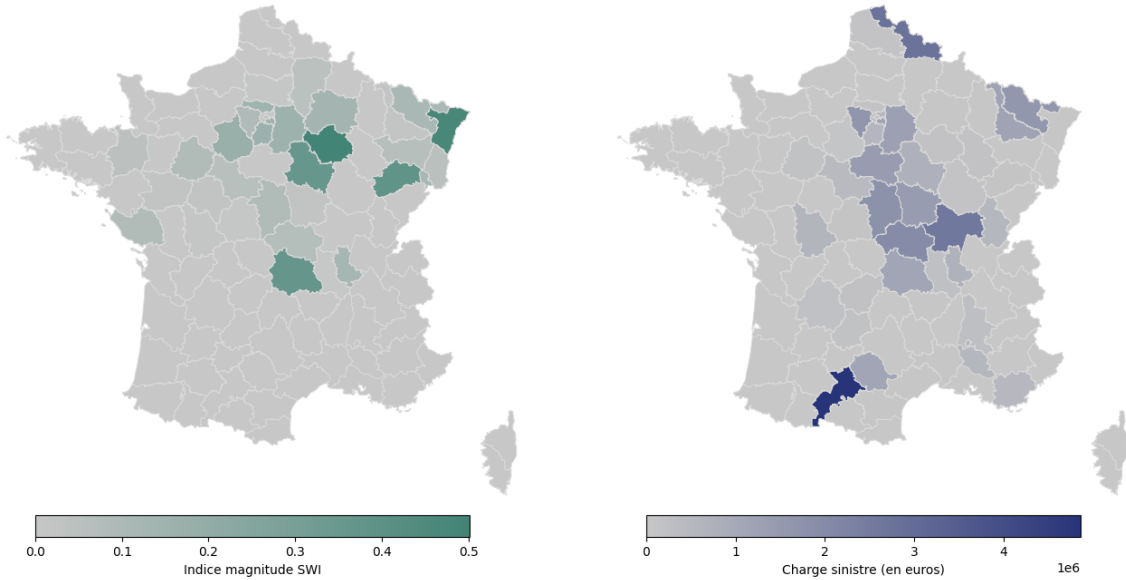 0.0 0.1 0.2 0.3 0.4 0.5
Indice magnitude SWI
0 1 2 3 4
1e6
Charge sinistre (en euros)